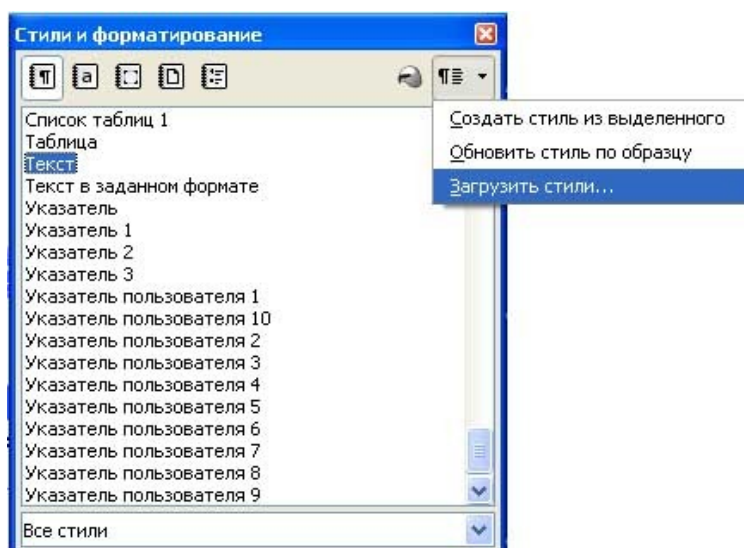 Стили и форматирование
Создать стиль из выделенного
Обновить стиль по образцу
Загрузить стили...
Список таблиц 1
Таблица
Текст
Текст в заданном формате
Указатель
Указатель 1
Указатель 2
Указатель 3
Указатель пользователя 1
Указатель пользователя 10
Указатель пользователя 2
Указатель пользователя 3
Указатель пользователя 4
Указатель пользователя 5
Указатель пользователя 6
Указатель пользователя 7
Указатель пользователя 8
Указатель пользователя 9
Все стили